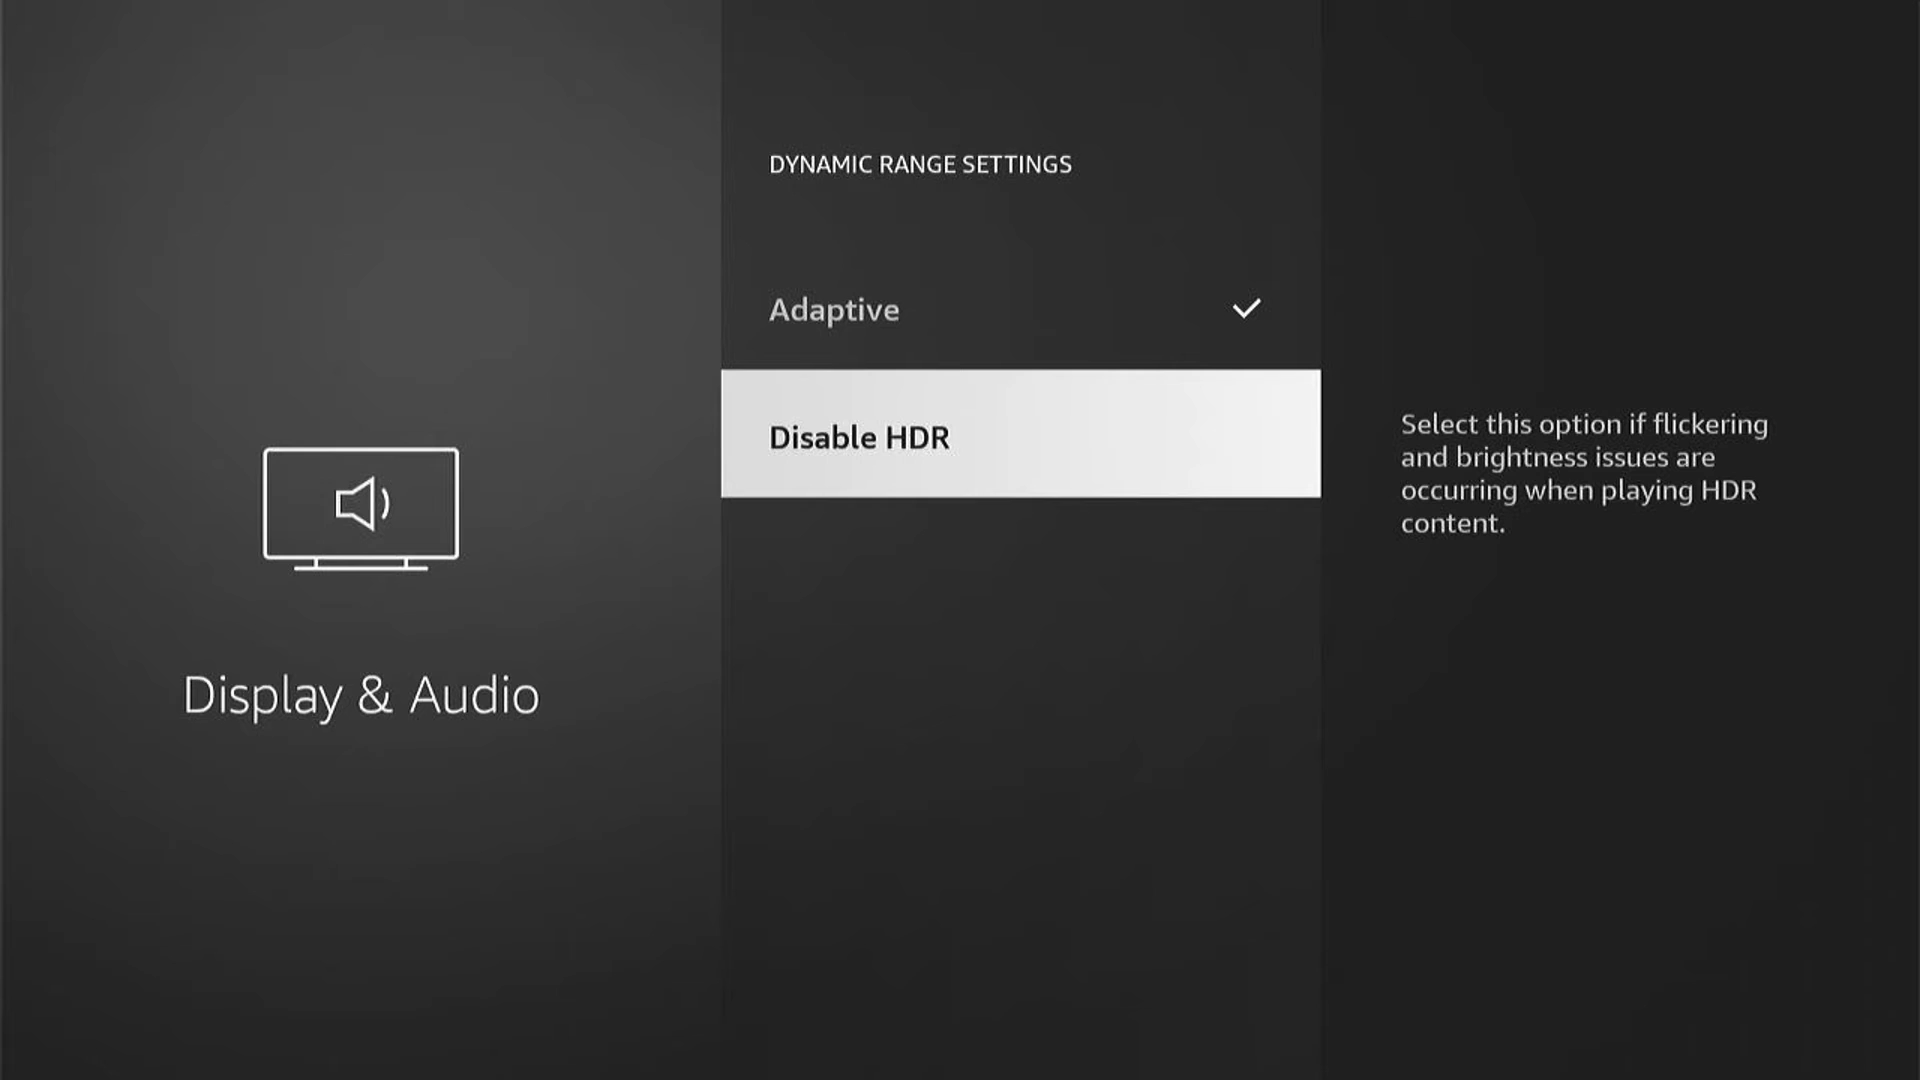 DYNAMIC RANGE SETTINGS
Adaptive
Disable HDR
Select this option if flickering
and brightness issues are
occurring when playing HDR
content.
Display & Audio